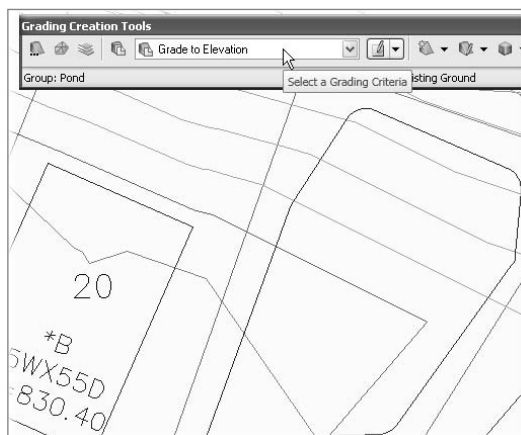 Grading Creation Tools
Grade to Elevation
Group: Pond
Select a Grading Criteria
isting Ground
20
*B
5WX55D
=830.40